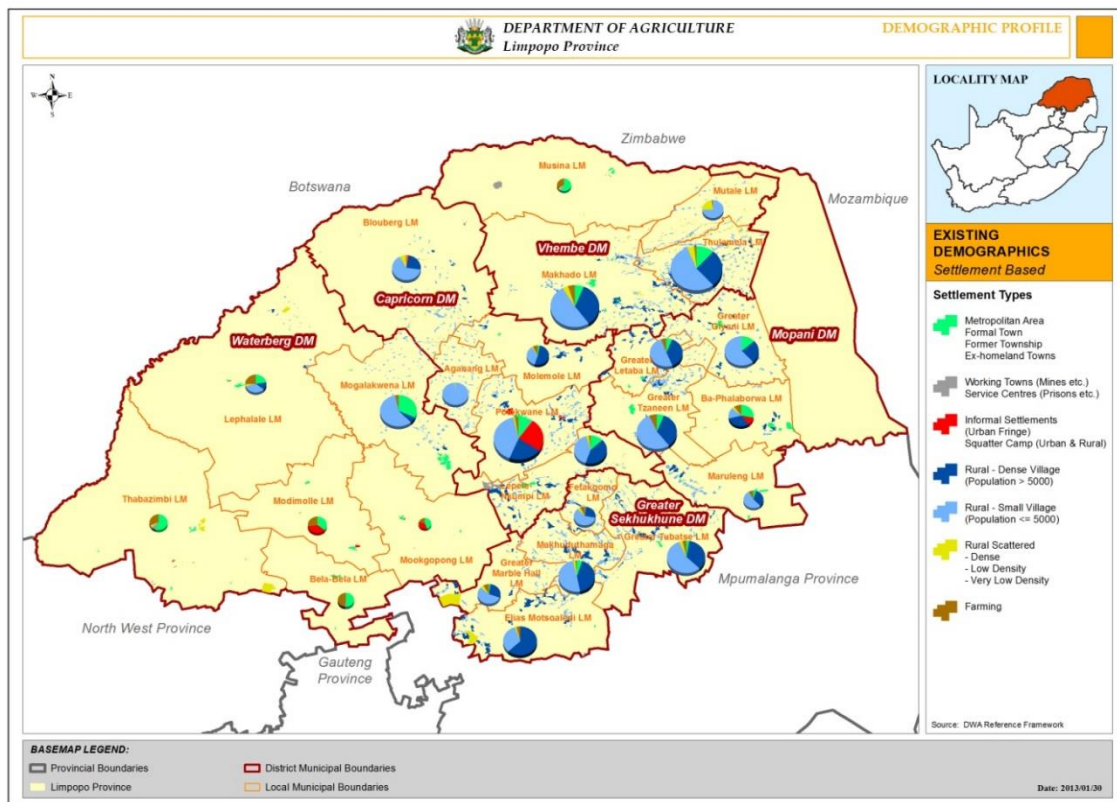 DEPARTMENT OF AGRICULTURE
Limpopo Province
DEMOGRAPHIC PROFILE
N
W E
S
Zimbabwe
Botswana
Mozambique
Musina LM
Mutale LM
Blouberg LM
Vhembe DM
Thulamela LM
Makhado LM
Capricorn DM
Greater
Giyani LM
Mopani DM
Waterberg DM
Molemole LM
Greater
Letaba LM
Aganang LM
Mogalakwena LM
Lephalale LM
Polokwane LM
Greater
Tzaneen LM
Ba-Phalaborwa LM
Maruleng LM
Thabazimbi LM
Modimolle LM
Fetakgomo
LM
Greater
Sekhukhune DM
Greater Tubatse LM
Makhuduthamaga
LM
Mookgopong LM
Greater
Marble Hall
LM
Bela-Bela LM
Elias Motsoaledi LM
Mpumalanga Province
North West Province
Gauteng
Province
LOCALITY MAP
EXISTING
DEMOGRAPHICS
Settlement Based
Settlement Types
Metropolitan Area
Formal Town
Former Township
Ex-homeland Towns
Working Towns (Mines etc.)
Service Centres (Prisons etc.)
Informal Settlements
(Urban Fringe)
Squatter Camp (Urban & Rural)
Rural - Dense Village
(Population > 5000)
Rural - Small Village
(Population <= 5000)
Rural Scattered
- Dense
- Low Density
- Very Low Density
Farming
Source: DWA Reference Framework
BASEMAP LEGEND:
Provincial Boundaries
District Municipal Boundaries
Limpopo Province
Local Municipal Boundaries
Date: 2013/01/30